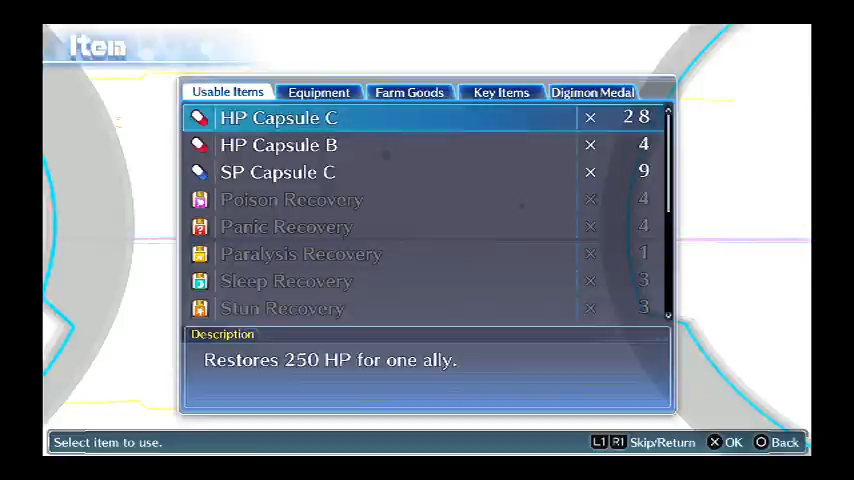 Item
Usable Items Equipment Farm Goods Key Items Digimon Medal
HP Capsule C × 28
HP Capsule B × 4
SP Capsule C × 9
Poison Recovery × 4
Panic Recovery × 4
Paralysis Recovery × 1
Sleep Recovery × 3
Stun Recovery × 3
Description
Restores 250 HP for one ally.
Select item to use. L1 R1 Skip/Return OK Back